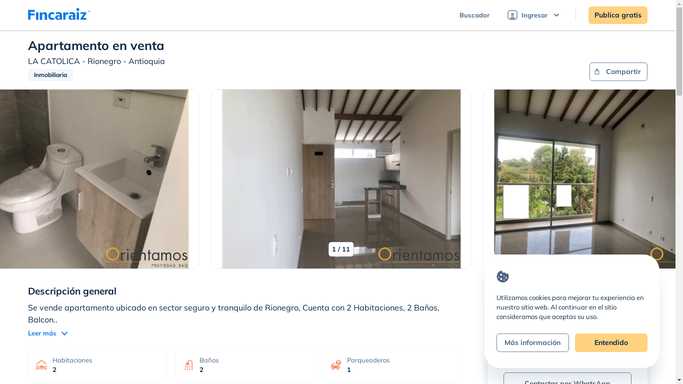 Fincaraiz
Buscador
Ingresar
Publica gratis
Apartamento en venta
LA CATOLICA - Rionegro - Antioquia
Inmobiliaria
Compartir
Orientamos
PROPIEDAD RAÍZ
Orientamos
1 / 11
Descripción general
Se vende apartamento ubicado en sector seguro y tranquilo de Rionegro, Cuenta con 2 Habitaciones, 2 Baños,
Balcon..
Leer más
Habitaciones
2
Baños
2
Parqueaderos
1
Utilizamos cookies para mejorar tu experiencia en
nuestro sitio web. Al continuar en el sitio
consideramos que aceptas su uso.
Más información
Entendido
Contactar por WhatsApp